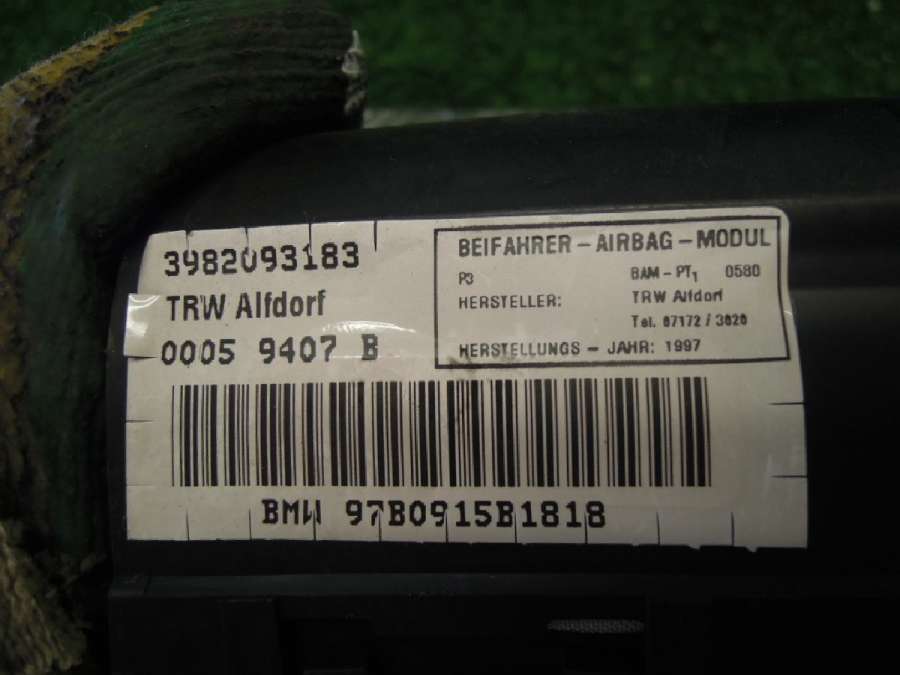 3982093183
TRW Alfdorf
0005 9407 B
BEIFAHRER - AIRBAG - MODUL
P3 BAM - PT1 0580
HERSTELLER: TRW Alfdorf
Tel. 07172 / 3020
HERSTELLUNGS - JAHR: 1997
BMW 97B0915B1818